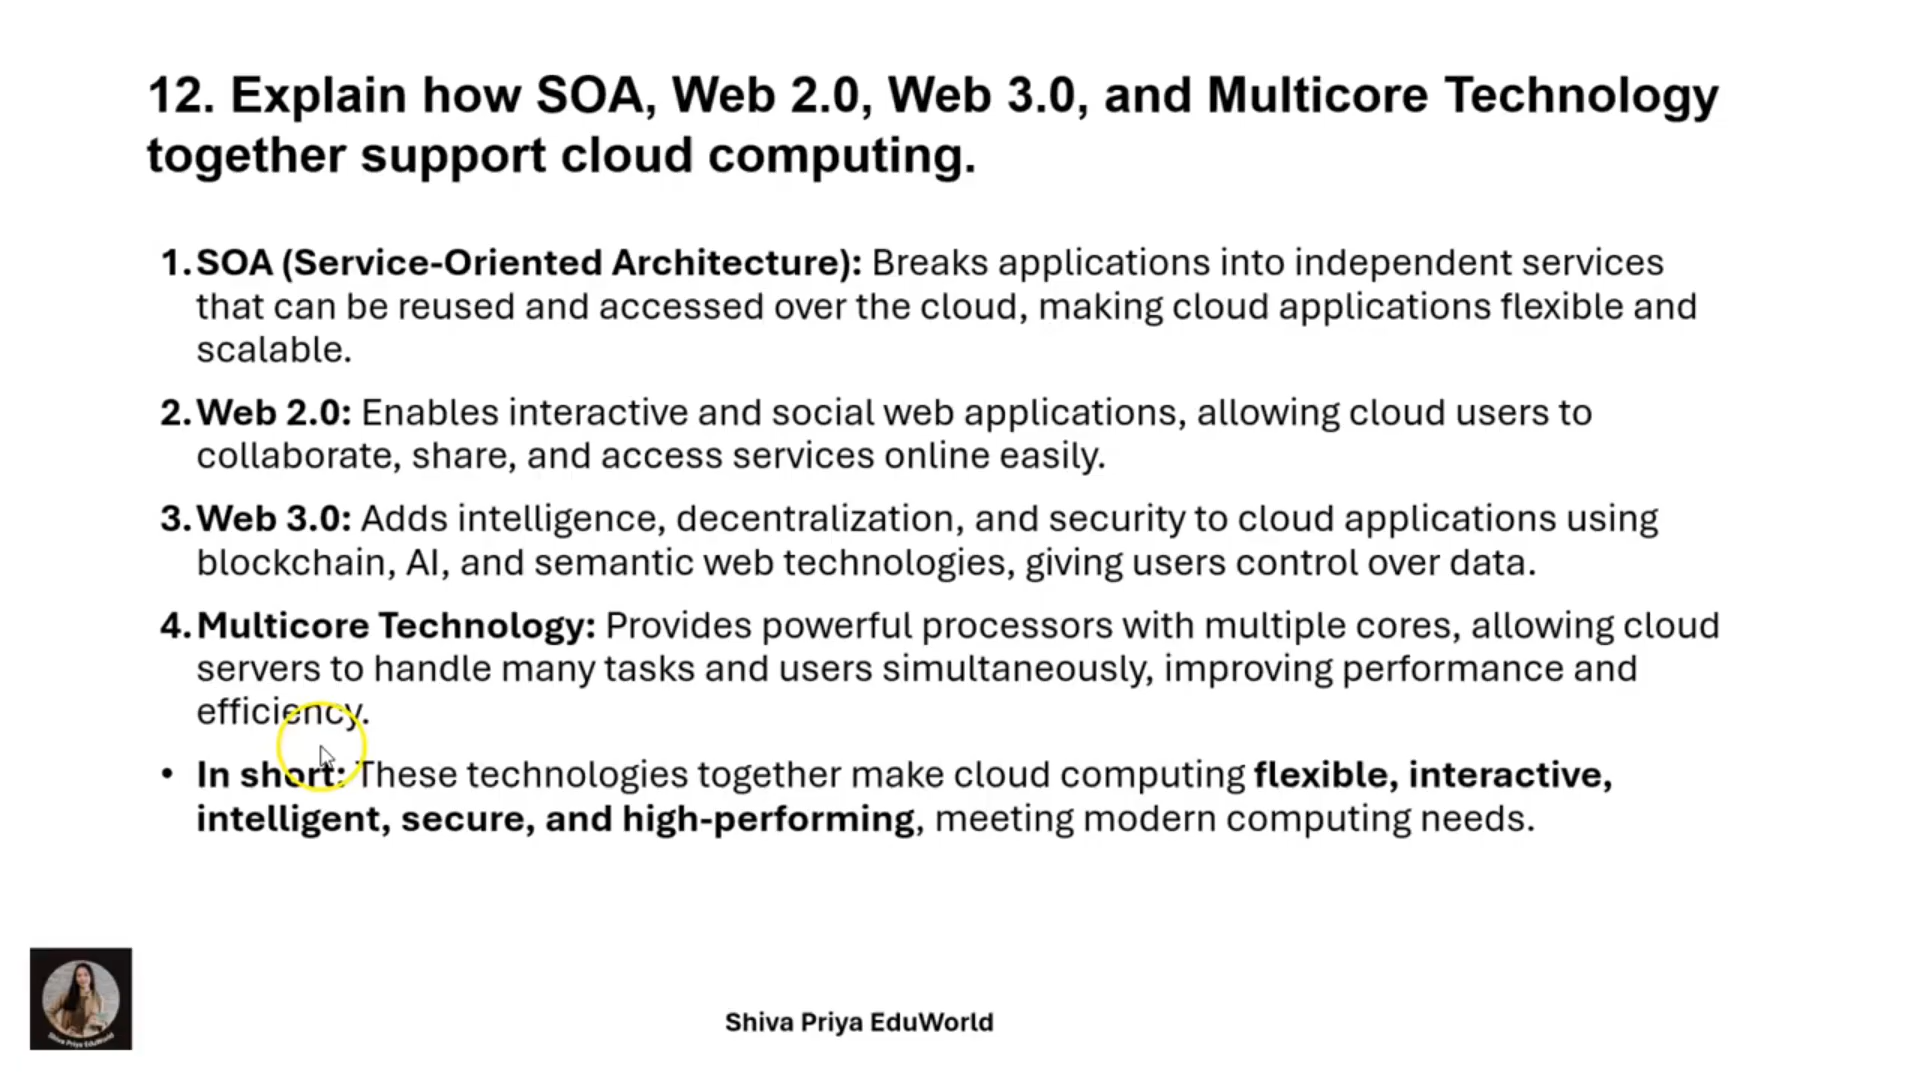 12. Explain how SOA, Web 2.0, Web 3.0, and Multicore Technology
together support cloud computing.
1. SOA (Service-Oriented Architecture): Breaks applications into independent services
that can be reused and accessed over the cloud, making cloud applications flexible and
scalable.
2. Web 2.0: Enables interactive and social web applications, allowing cloud users to
collaborate, share, and access services online easily.
3. Web 3.0: Adds intelligence, decentralization, and security to cloud applications using
blockchain, AI, and semantic web technologies, giving users control over data.
4. Multicore Technology: Provides powerful processors with multiple cores, allowing cloud
servers to handle many tasks and users simultaneously, improving performance and
efficiency.
• In short: These technologies together make cloud computing flexible, interactive,
intelligent, secure, and high-performing, meeting modern computing needs.
Shiva Priya EduWorld
Shiva Priya EduWorld